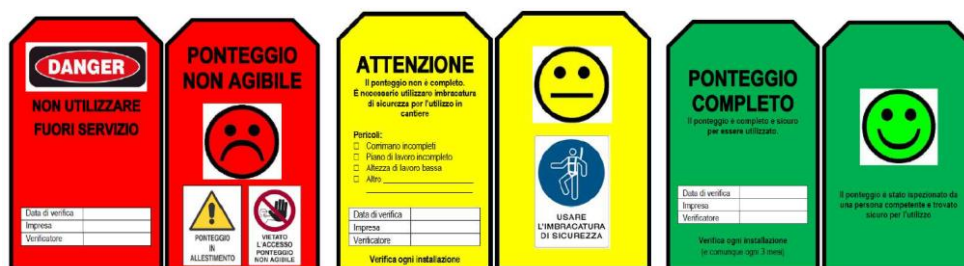 DANGER
NON UTILIZZARE
FUORI SERVIZIO
Data di verifica
Impresa
Verificatore
PONTEGGIO
NON AGIBILE
PONTEGGIO
IN
ALLESTIMENTO
VIETATO
L'ACCESSO
PONTEGGIO
NON AGIBILE
ATTENZIONE
Il ponteggio non è completo.
É necessario utilizzare imbracatura
di sicurezza per l'utilizzo in
cantiere
Pericoli:
Corrimano incompleti
Piano di lavoro incompleto
Altezza di lavoro bassa
Altro
Data di verifica
Impresa
Verificatore
Verifica ogni installazione
USARE
L'IMBRACATURA
DI SICUREZZA
PONTEGGIO
COMPLETO
Il ponteggio è completo e sicuro
per essere utilizzato.
Data di verifica
Impresa
Verificatore
Verifica ogni installazione
(e comunque ogni 3 mesi)
Il ponteggio è stato ispezionato da
una persona competente e trovato
sicuro per l'utilizzo